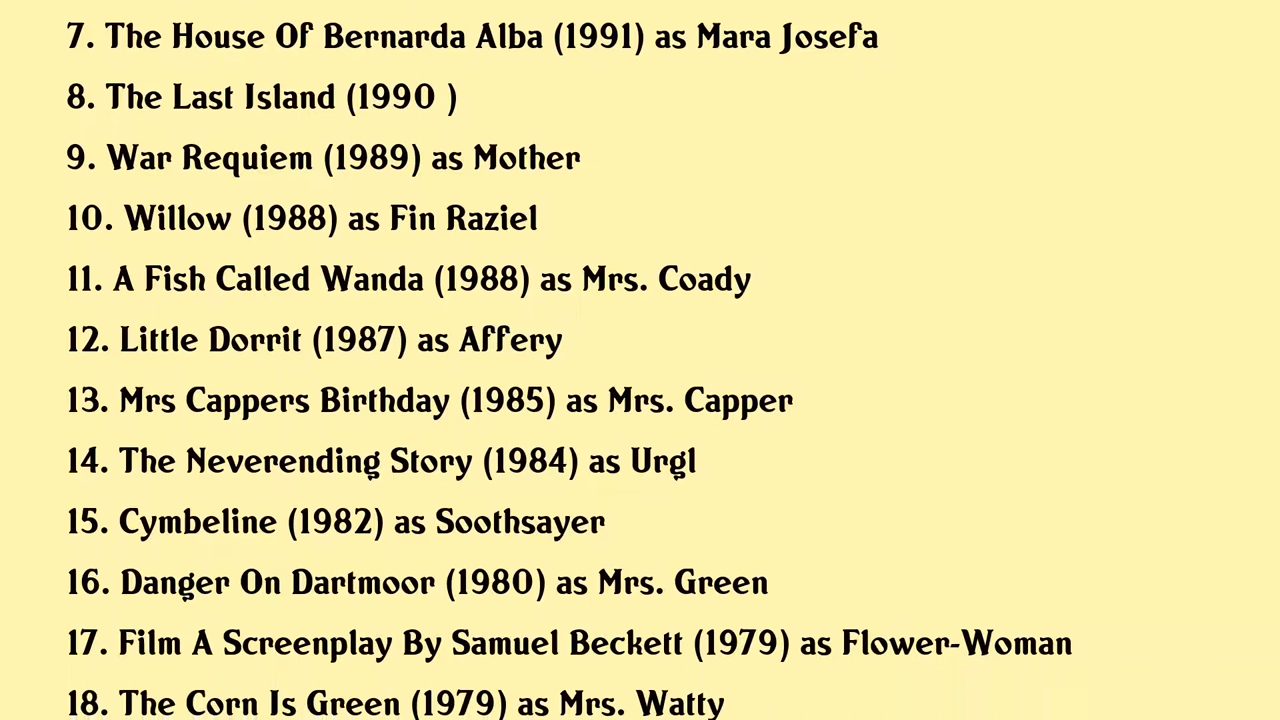 7. The House Of Bernarda Alba (1991) as Mara Josefa
8. The Last Island (1990 )
9. War Requiem (1989) as Mother
10. Willow (1988) as Fin Raziel
11. A Fish Called Wanda (1988) as Mrs. Coady
12. Little Dorrit (1987) as Affery
13. Mrs Cappers Birthday (1985) as Mrs. Capper
14. The Neverending Story (1984) as Urgl
15. Cymbeline (1982) as Soothsayer
16. Danger On Dartmoor (1980) as Mrs. Green
17. Film A Screenplay By Samuel Beckett (1979) as Flower-Woman
18. The Corn Is Green (1979) as Mrs. Watty